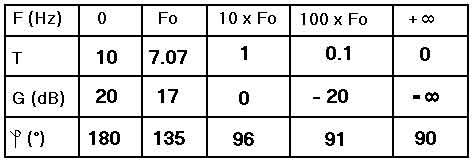 F (Hz) 0 Fo 10 x Fo 100 x Fo + ∞
T 10 7.07 1 0.1 0
G (dB) 20 17 0 - 20 - ∞
φ (°) 180 135 96 91 90